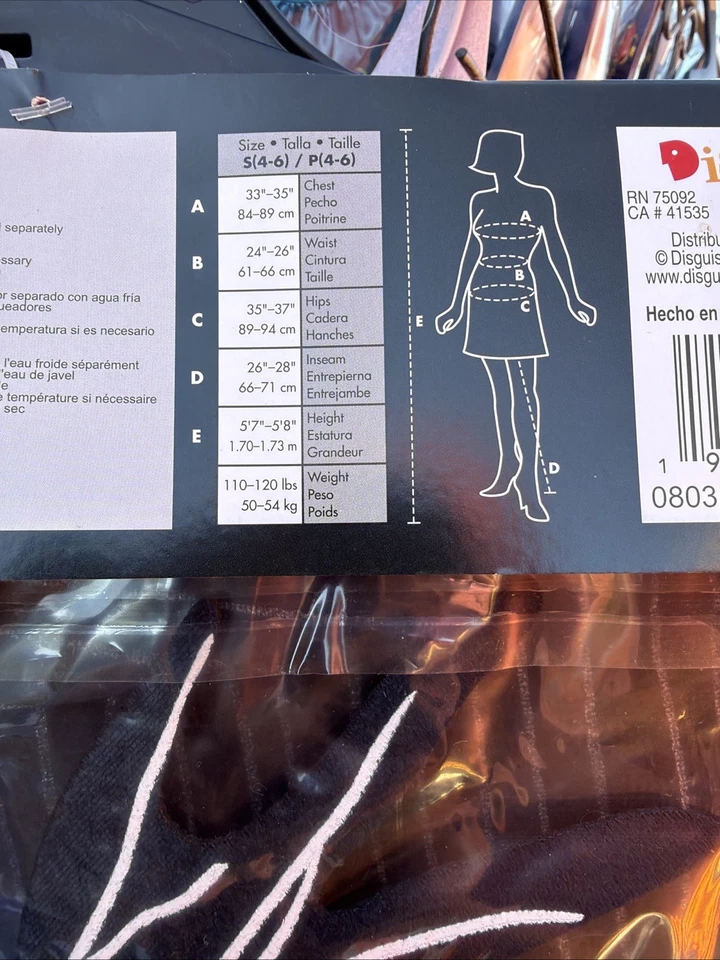 separately
separado con agua fría
temperatura si es necesario
l'eau froide séparément
d'eau de javel
température si nécessaire
sec
Size • Talla • Taille
S(4-6) / P(4-6)
A
33"–35"
84–89 cm
Chest
Pecho
Poitrine
B
24"–26"
61–66 cm
Waist
Cintura
Taille
C
35"–37"
89–94 cm
Hips
Cadera
Hanches
D
26"–28"
66–71 cm
Inseam
Entrepierna
Entrejambe
E
5'7"–5'8"
1.70–1.73 m
Height
Estatura
Grandeur
110–120 lbs
50–54 kg
Weight
Peso
Poids
A
B
C
E
D
Di
RN 75092
CA # 41535
Distribu
© Disguis
www.disgu
Hecho en
1 9
0803